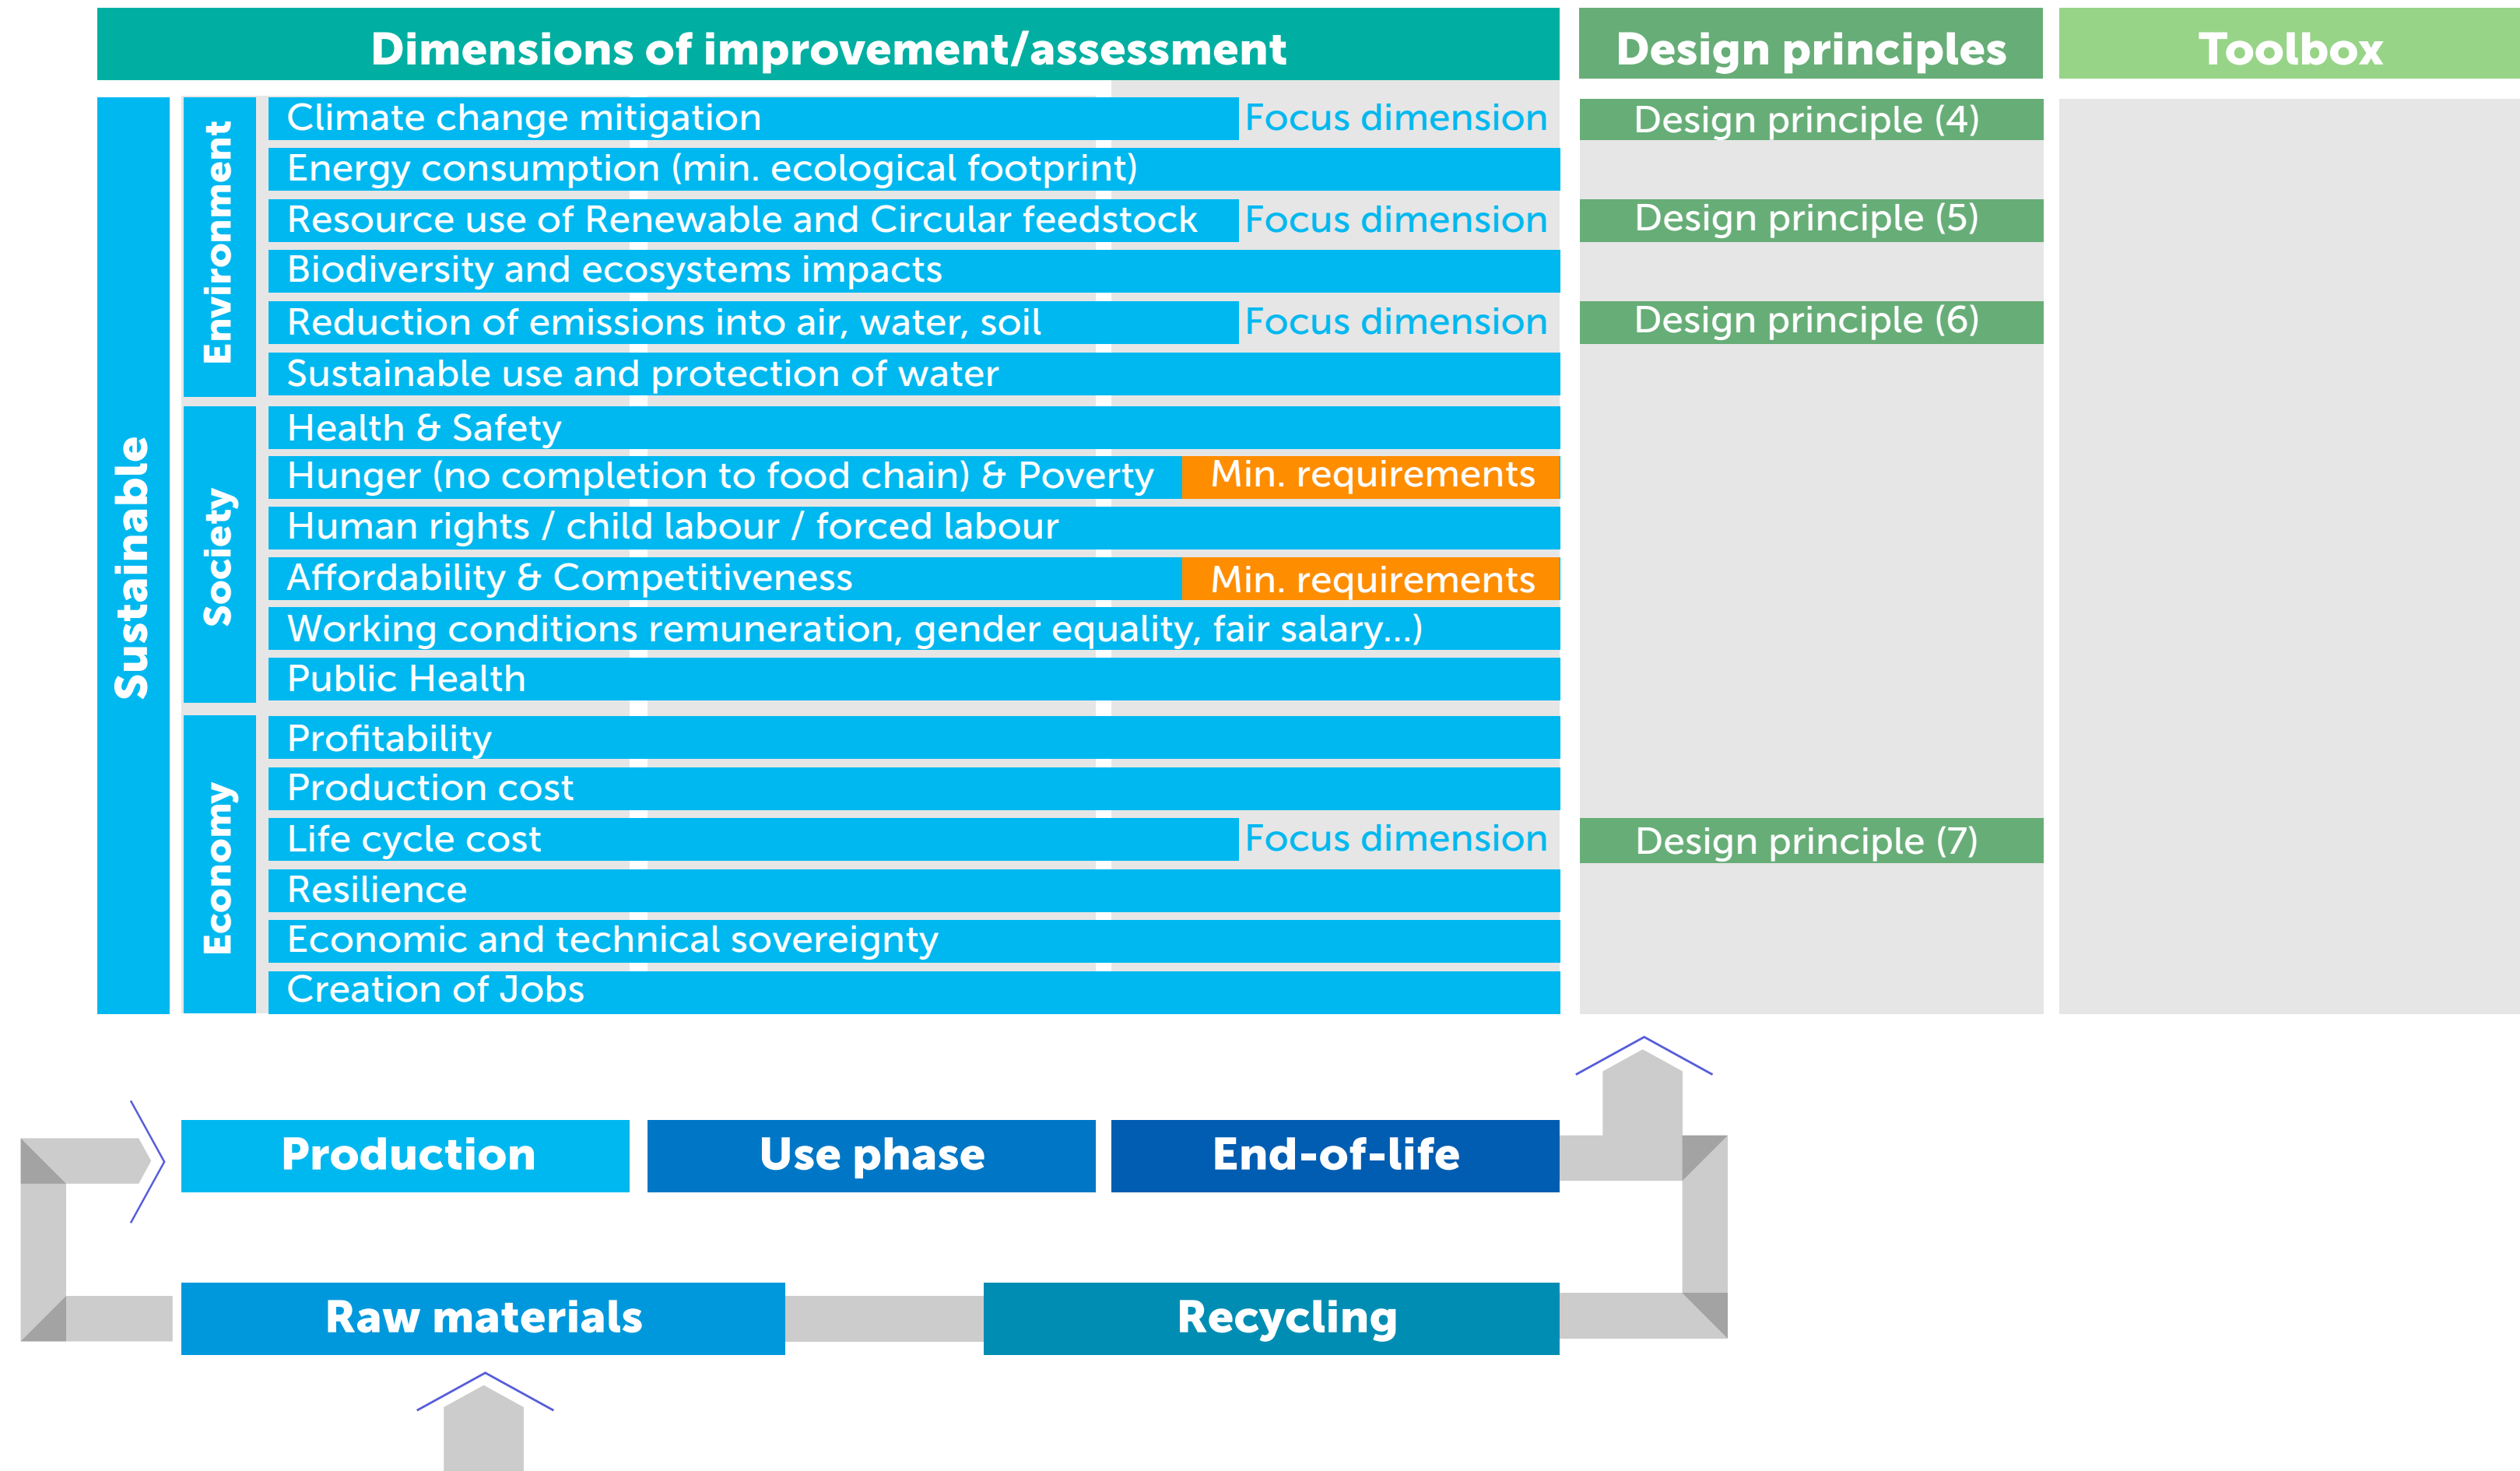 Dimensions of improvement/assessment
Design principles
Toolbox
Sustainable
Environment
Climate change mitigation
Focus dimension
Design principle (4)
Energy consumption (min. ecological footprint)
Resource use of Renewable and Circular feedstock
Focus dimension
Design principle (5)
Biodiversity and ecosystems impacts
Reduction of emissions into air, water, soil
Focus dimension
Design principle (6)
Sustainable use and protection of water
Society
Health & Safety
Hunger (no completion to food chain) & Poverty
Min. requirements
Human rights / child labour / forced labour
Affordability & Competitiveness
Min. requirements
Working conditions remuneration, gender equality, fair salary...)
Public Health
Economy
Profitability
Production cost
Life cycle cost
Focus dimension
Design principle (7)
Resilience
Economic and technical sovereignty
Creation of Jobs
Production
Use phase
End-of-life
Raw materials
Recycling